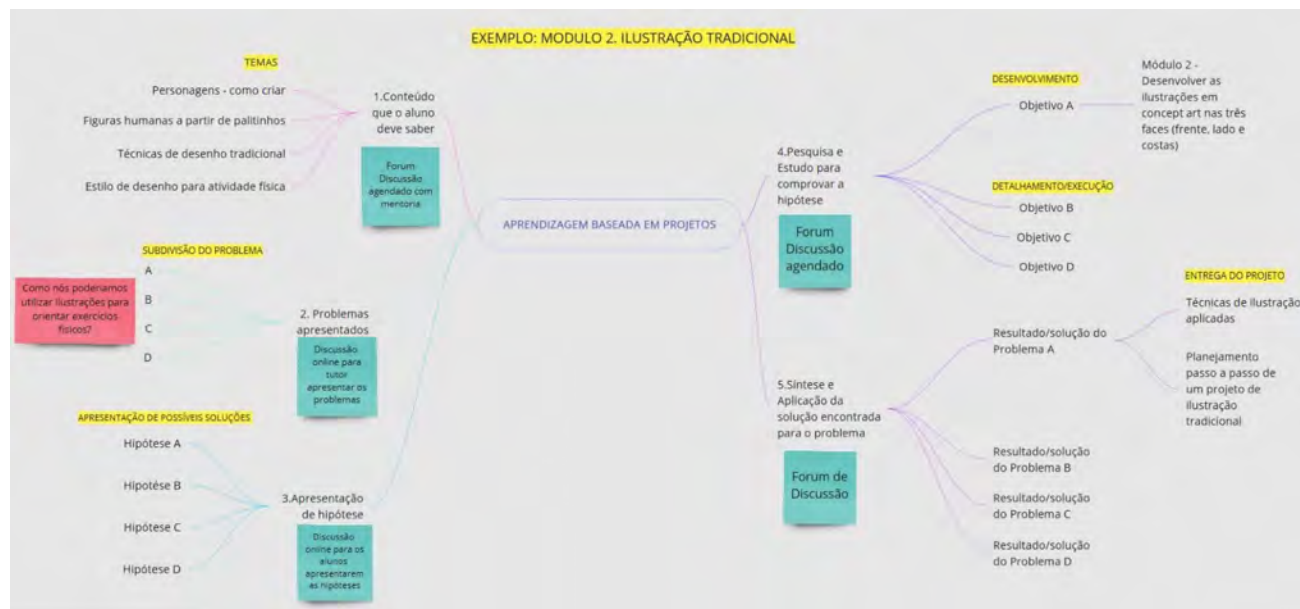 EXEMPLO: MODULO 2. ILUSTRAÇÃO TRADICIONAL
TEMAS
Personagens - como criar
Figuras humanas a partir de palitinhos
Técnicas de desenho tradicional
Estilo de desenho para atividade física
1.Conteúdo
que o aluno
deve saber
Forum
Discussão
agendado com
mentoria
SUBDIVISÃO DO PROBLEMA
A
B
C
D
Como nós poderiamos
utilizar ilustrações para
orientar exercícios
físicos?
2. Problemas
apresentados
Discussão
online para
tutor
apresentar os
problemas
APRESENTAÇÃO DE POSSÍVEIS SOLUÇÕES
Hipótese A
Hipotése B
Hipótese C
Hipótese D
3.Apresentação
de hipótese
Discussão
online para os
alunos
apresentarem
as hipóteses
APRENDIZAGEM BASEADA EM PROJETOS
4.Pesquisa e
Estudo para
comprovar a
hipótese
Forum
Discussão
agendado
DESENVOLVIMENTO
Objetivo A
Módulo 2 -
Desenvolver as
ilustrações em
concept art nas três
faces (frente, lado e
costas)
DETALHAMENTO/EXECUÇÃO
Objetivo B
Objetivo C
Objetivo D
5.Síntese e
Aplicação da
solução encontrada
para o problema
Forum de
Discussão
Resultado/solução do
Problema A
ENTREGA DO PROJETO
Técnicas de ilustração
aplicadas
Planejamento
passo a passo de
um projeto de
ilustração
tradicional
Resultado/solução
do Problema B
Resultado/solução
do Problema C
Resultado/solução
do Problema D